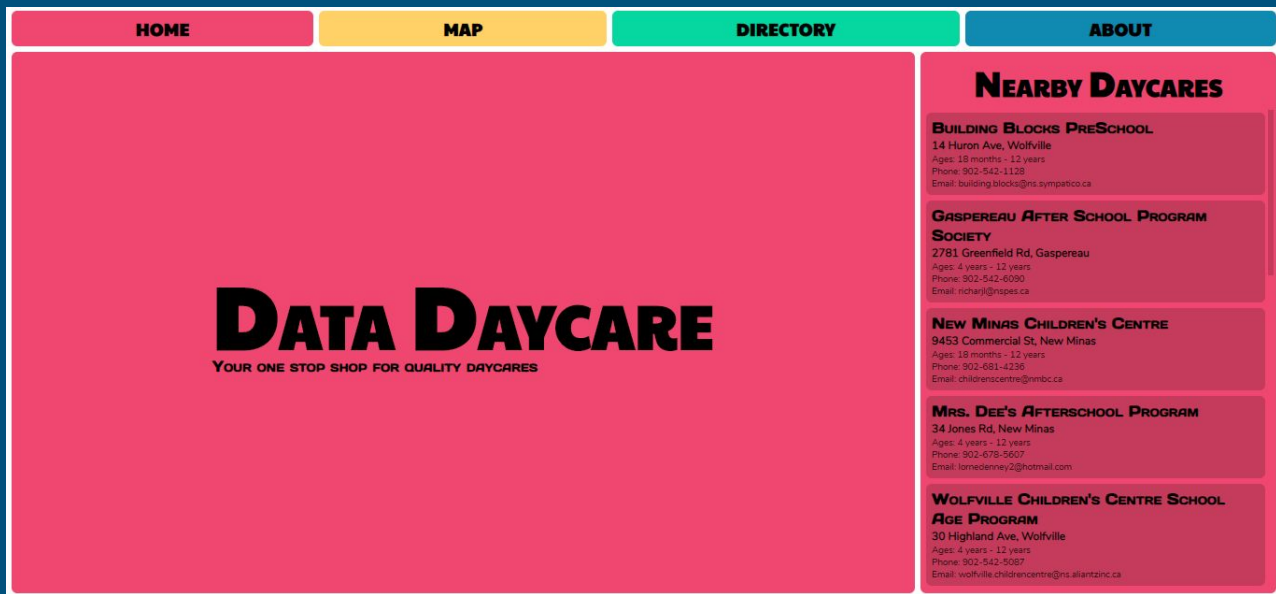 HOME MAP DIRECTORY ABOUT
Data Daycare
Your one stop shop for quality daycares
Nearby Daycares
Building Blocks PreSchool
14 Huron Ave, Wolfville
Ages: 18 months - 12 years
Phone: 902-542-1128
Email: building.blocks@ns.sympatico.ca
Gaspereau After School Program
Society
2781 Greenfield Rd, Gaspereau
Ages: 4 years - 12 years
Phone: 902-542-6090
Email: richarjl@nspes.ca
New Minas Children's Centre
9453 Commercial St, New Minas
Ages: 18 months - 12 years
Phone: 902-681-4236
Email: childrenscentre@nmbc.ca
Mrs. Dee's Afterschool Program
34 Jones Rd, New Minas
Ages: 4 years - 12 years
Phone: 902-678-5607
Email: lornedenney2@hotmail.com
Wolfville Children's Centre School
Age Program
30 Highland Ave, Wolfville
Ages: 4 years - 12 years
Phone: 902-542-5087
Email: wolfville.childrencentre@ns.aliantzinc.ca